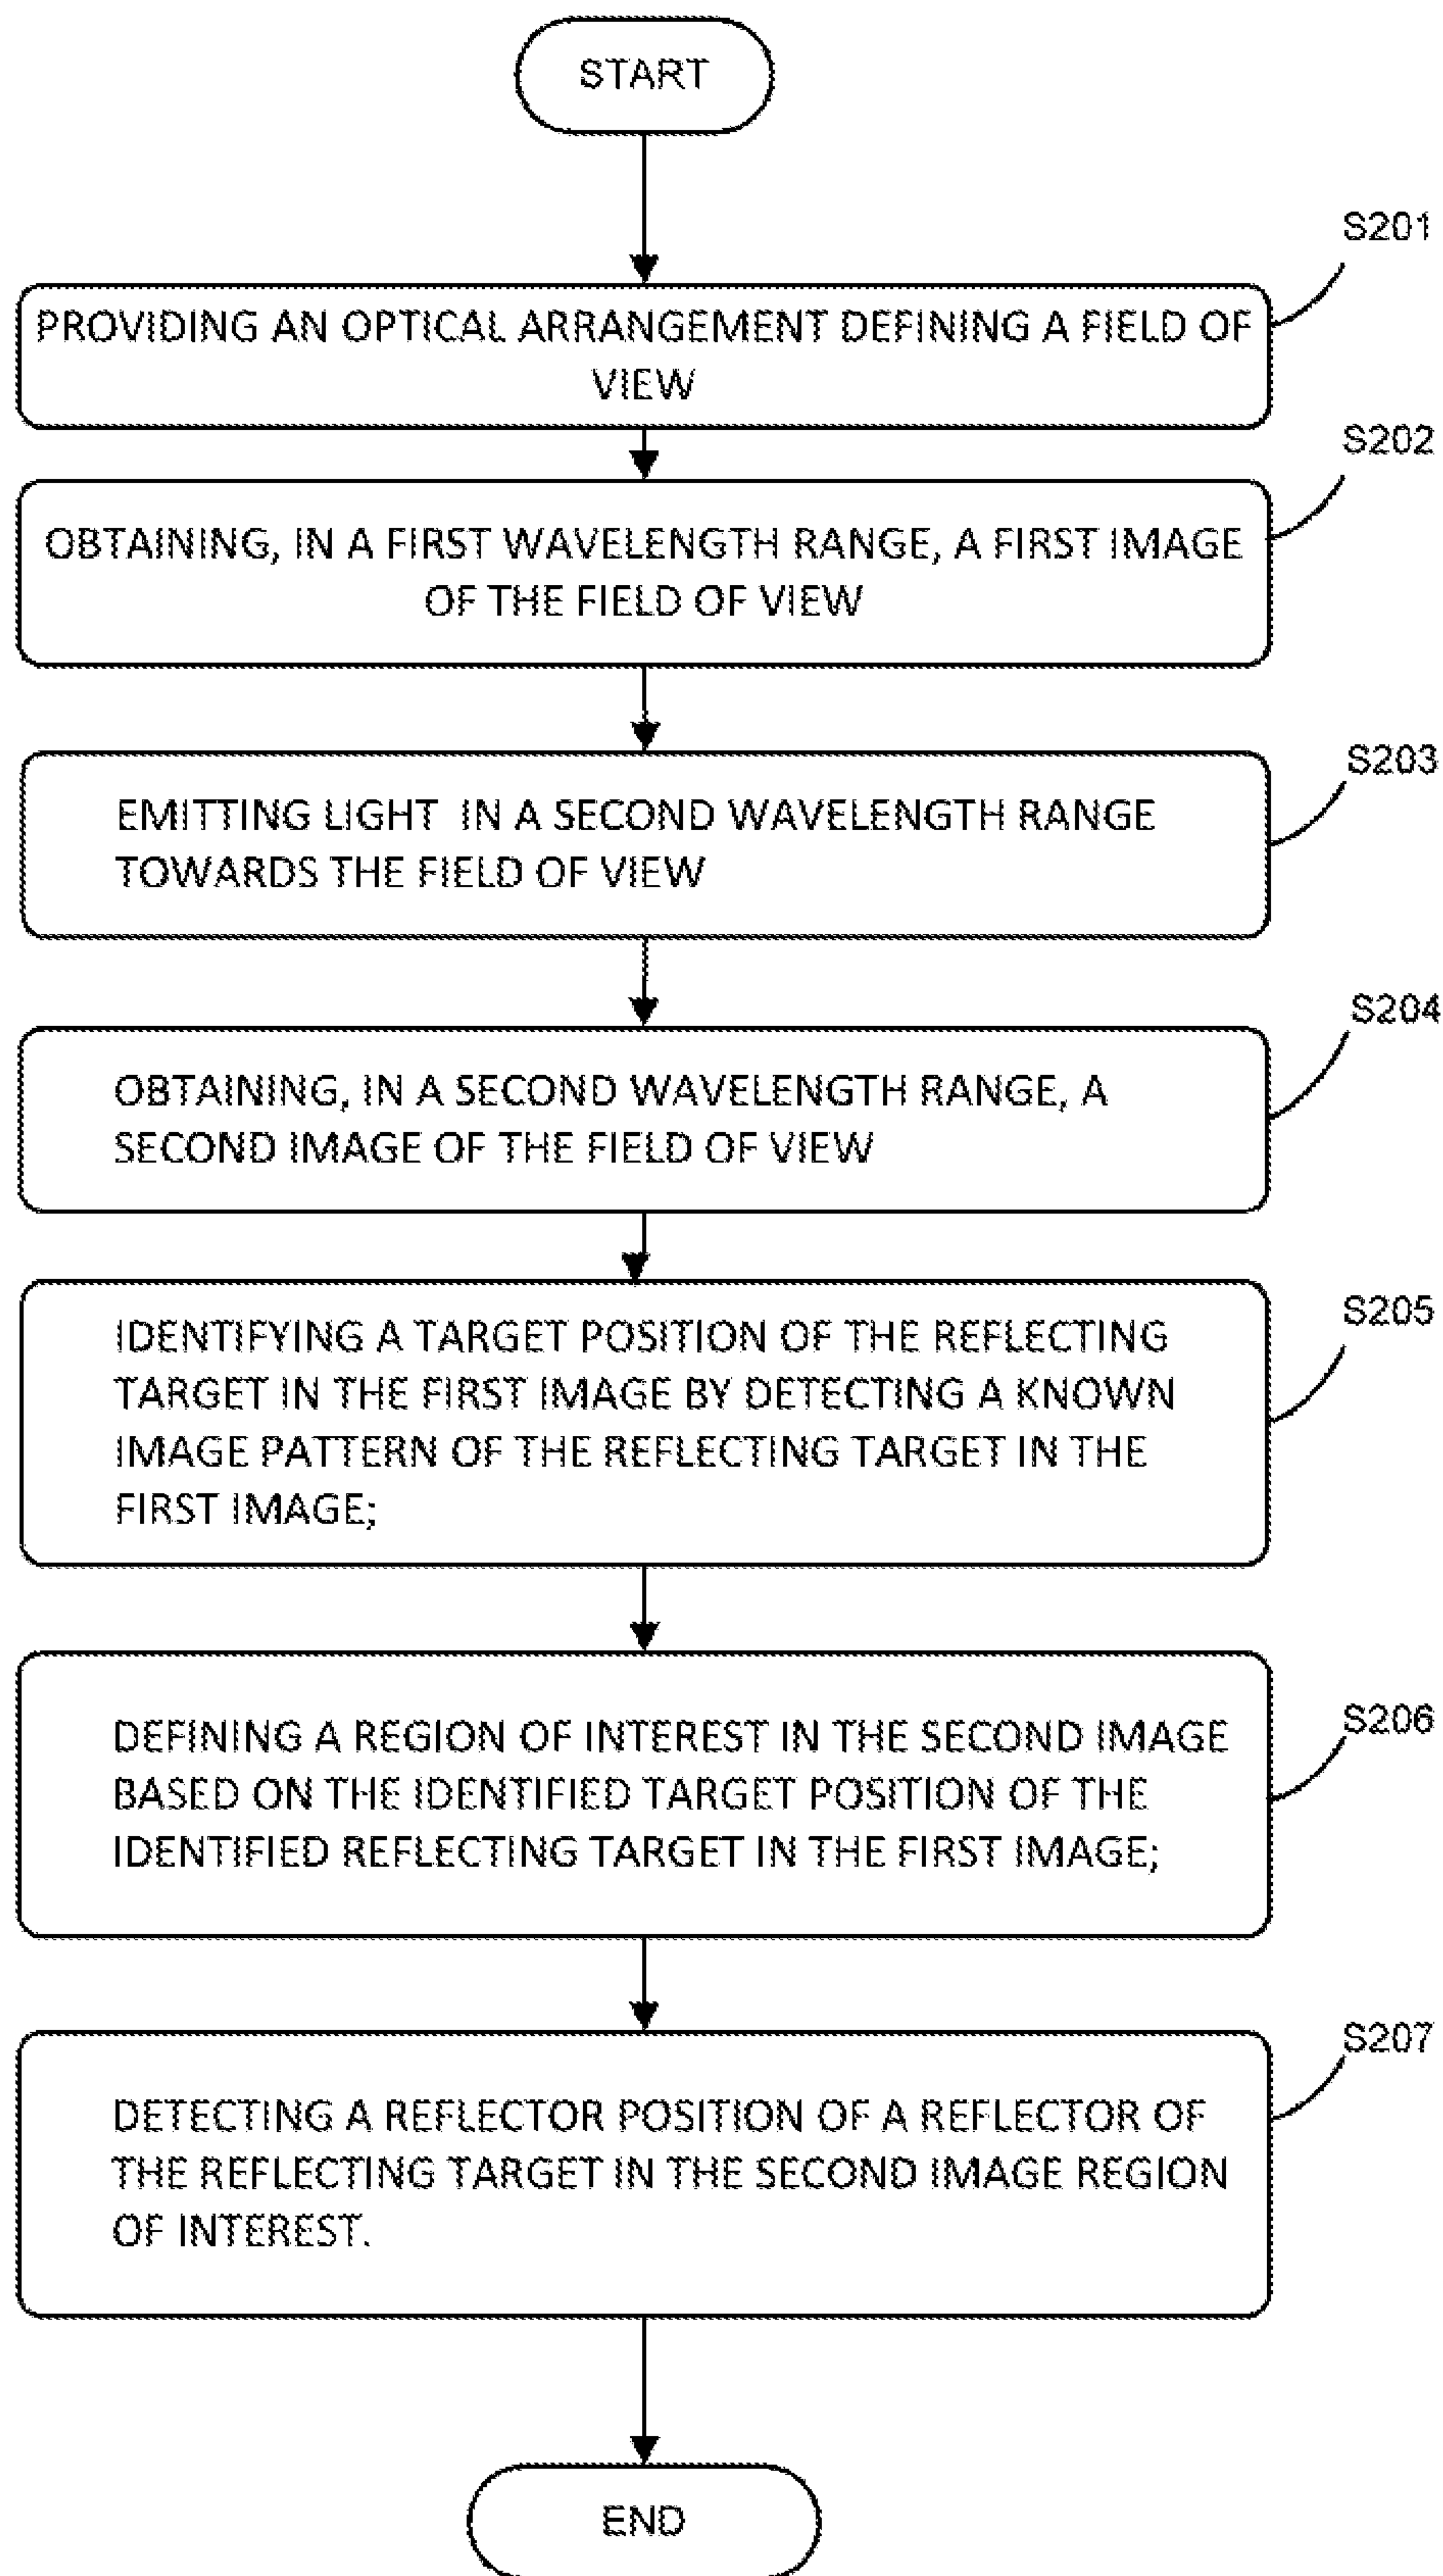 START
S201
PROVIDING AN OPTICAL ARRANGEMENT DEFINING A FIELD OF
VIEW
S202
OBTAINING, IN A FIRST WAVELENGTH RANGE, A FIRST IMAGE
OF THE FIELD OF VIEW
S203
EMITTING LIGHT IN A SECOND WAVELENGTH RANGE
TOWARDS THE FIELD OF VIEW
S204
OBTAINING, IN A SECOND WAVELENGTH RANGE, A
SECOND IMAGE OF THE FIELD OF VIEW
S205
IDENTIFYING A TARGET POSITION OF THE REFLECTING
TARGET IN THE FIRST IMAGE BY DETECTING A KNOWN
IMAGE PATTERN OF THE REFLECTING TARGET IN THE
FIRST IMAGE;
S206
DEFINING A REGION OF INTEREST IN THE SECOND IMAGE
BASED ON THE IDENTIFIED TARGET POSITION OF THE
IDENTIFIED REFLECTING TARGET IN THE FIRST IMAGE;
S207
DETECTING A REFLECTOR POSITION OF A REFLECTOR OF
THE REFLECTING TARGET IN THE SECOND IMAGE REGION
OF INTEREST.
END